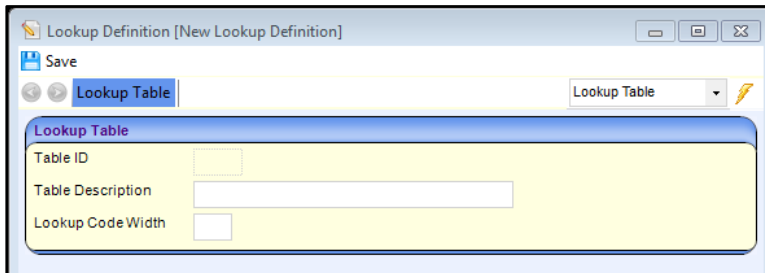 Lookup Definition [New Lookup Definition]
Save
Lookup Table Lookup Table
Lookup Table
Table ID
Table Description
Lookup Code Width